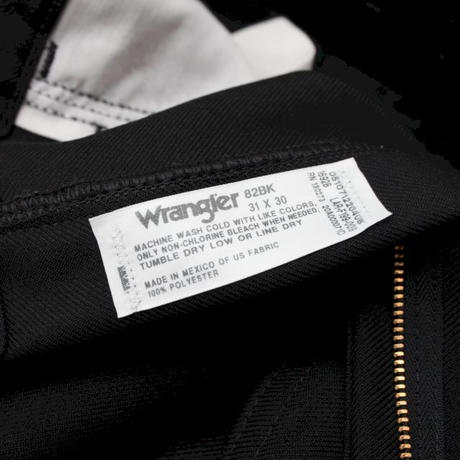 Wrangler 82BK
31 X 30
MACHINE WASH COLD WITH LIKE COLORS,
ONLY NON-CHLORINE BLEACH WHEN NEEDED,
TUMBLE DRY LOW OR LINE DRY
MADE IN MEXICO OF US FABRIC
100% POLYESTER